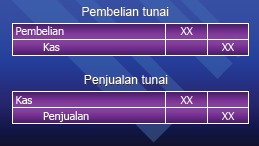 Pembelian tunai
Pembelian XX
Kas XX
Penjualan tunai
Kas XX
Penjualan XX